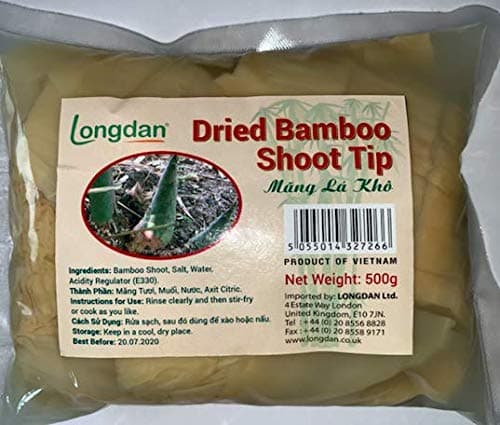 Longdan®
Dried Bamboo
Shoot Tip
Măng Lá Khô
5 055014 327266
PRODUCT OF VIETNAM
Net Weight: 500g
Imported by: LONGDAN Ltd.
4 Estate Way London
United Kingdom, E10 7JN.
Tel : +44 (0) 20 8556 8828
Fax : +44 (0) 20 8558 9171
www.longdan.co.uk
Ingredients: Bamboo Shoot, Salt, Water,
Acidity Regulator (E330).
Thành Phần: Măng Tươi, Muối, Nước, Axit Citric.
Instructions for Use: Rinse clearly and then stir-fry
or cook as you like.
Cách Sử Dụng: Rửa sạch, sau đó dùng để xào hoặc nấu.
Storage: Keep in a cool, dry place.
Best Before: 20.07.2020